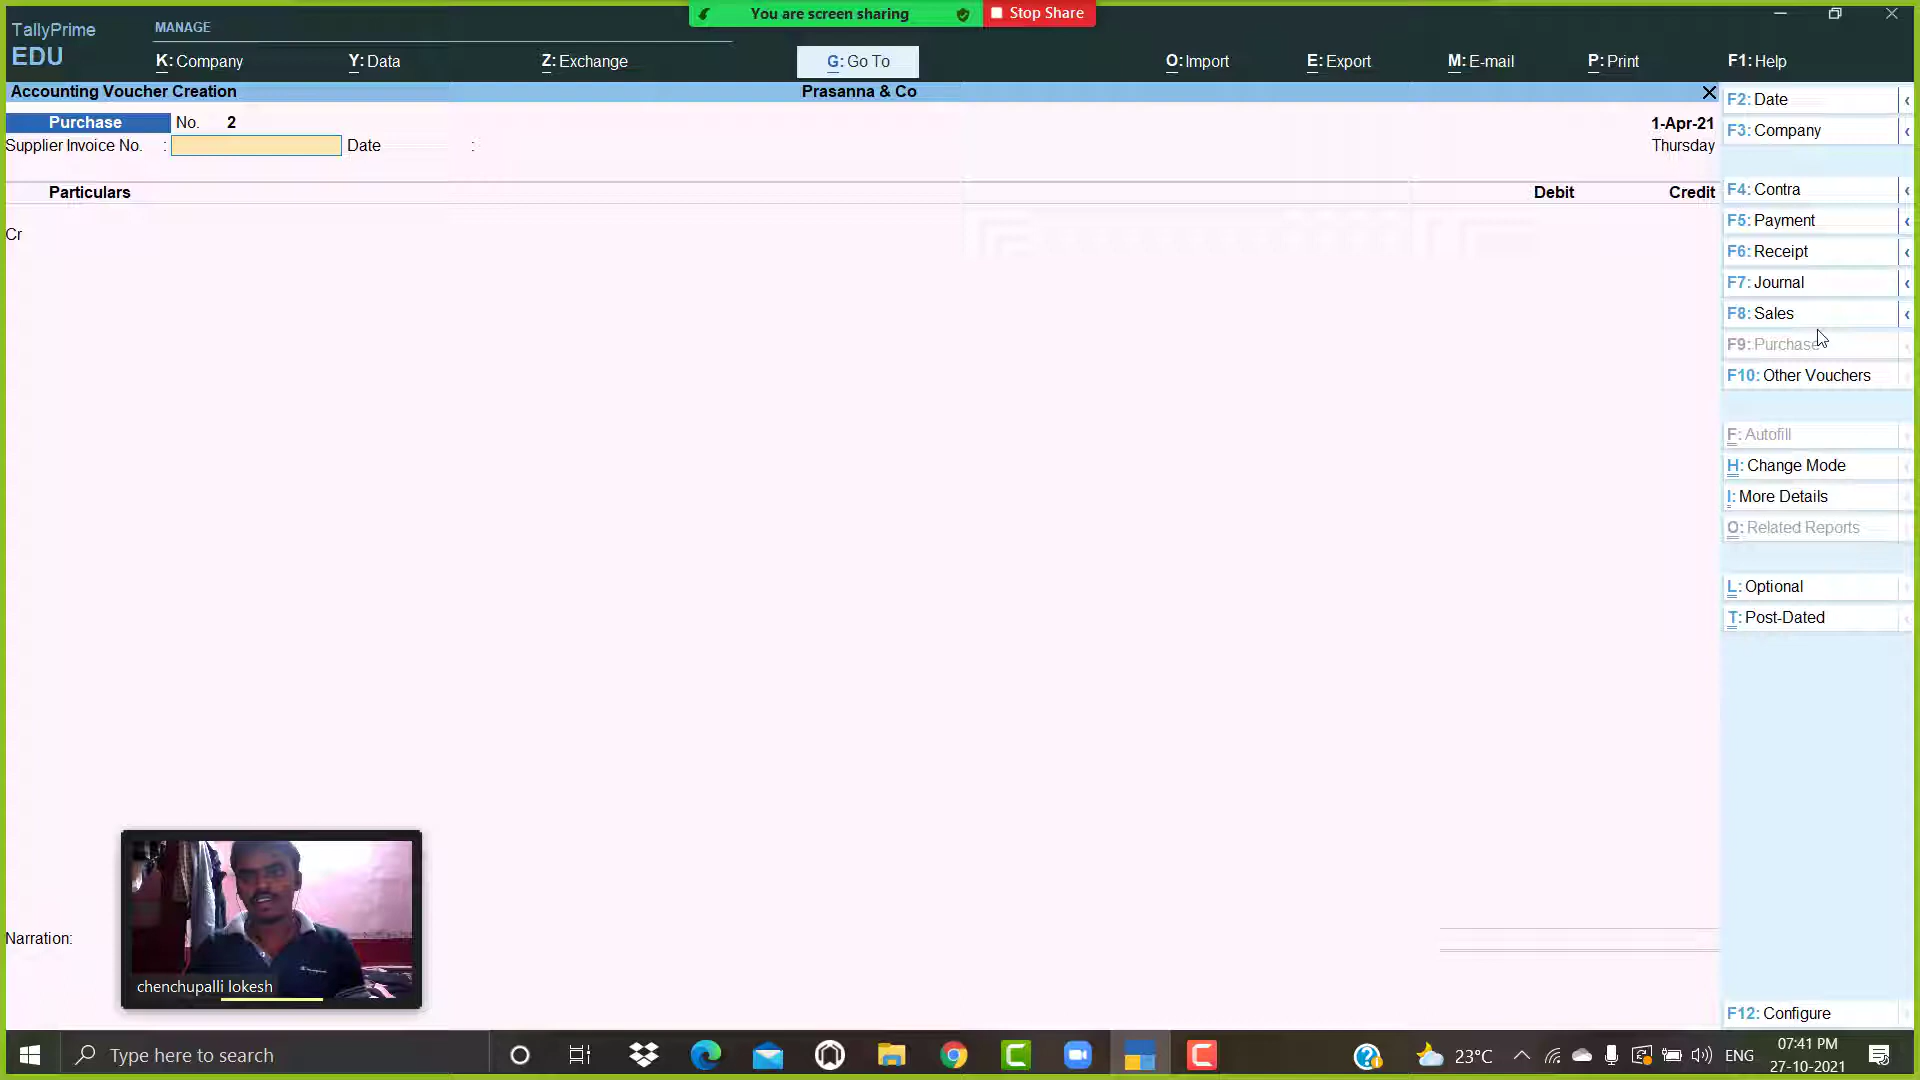 You are screen sharing
Stop Share
TallyPrime
EDU
MANAGE
K: Company
Y: Data
Z: Exchange
G: Go To
O: Import
E: Export
M: E-mail
P: Print
F1: Help
Accounting Voucher Creation
Prasanna & Co
Purchase No. 2
1-Apr-21
Supplier Invoice No. : Date :
Thursday
Particulars
Debit
Credit
Cr
F2: Date
F3: Company
F4: Contra
F5: Payment
F6: Receipt
F7: Journal
F8: Sales
F9: Purchase
F10: Other Vouchers
F: Autofill
H: Change Mode
I: More Details
O: Related Reports
L: Optional
T: Post-Dated
F12: Configure
Narration:
chenchupalli lokesh
Type here to search
23°C
ENG
07:41 PM
27-10-2021